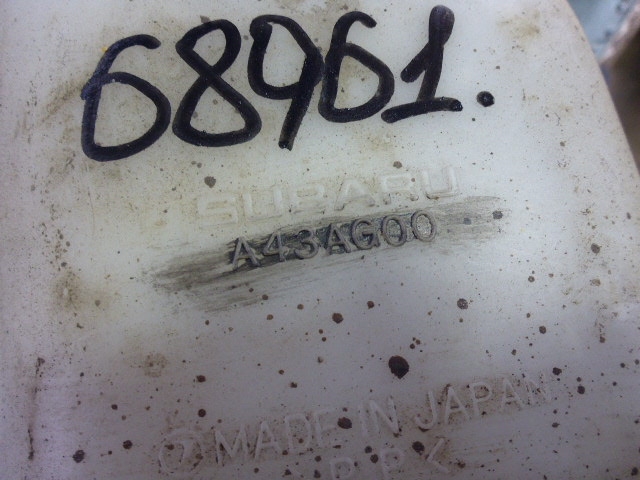 68961.
SUBARU
A43AG00
MADE IN JAPAN
P.P.<